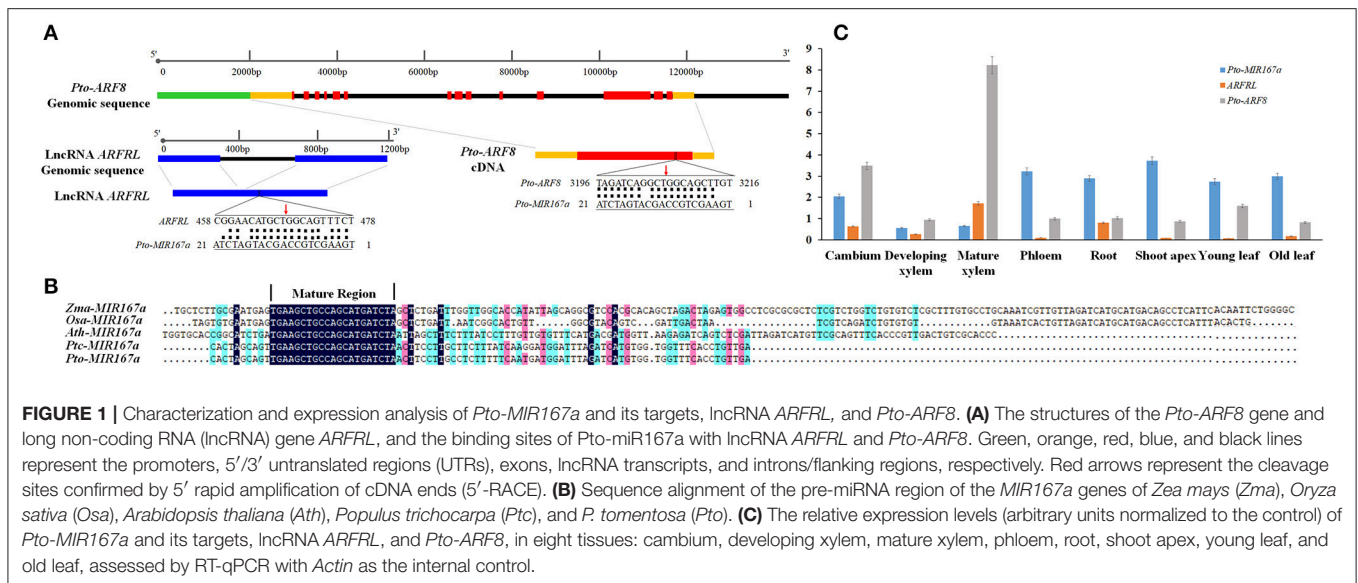 A
5′ 3′
0 2000bp 4000bp 6000bp 8000bp 10000bp 12000bp
Pto-ARF8
Genomic sequence
5′ 3′
0 400bp 800bp 1200bp
LncRNA ARFRL
Genomic sequence
LncRNA ARFRL
ARFRL 458 CGGAACATGCTGGCAGTTTCT 478
Pto-MIR167a 21 ATCTAGTACGACCGTCGAAGT 1
Pto-ARF8
cDNA
Pto-ARF8 3196 TAGATCAGGCTGGCAGCTTGT 3216
Pto-MIR167a 21 ATCTAGTACGACCGTCGAAGT 1
C
9
8
7
6
5
4
3
2
1
0
Pto-MIR167a
ARFRL
Pto-ARF8
Cambium Developing xylem Mature xylem Phloem Root Shoot apex Young leaf Old leaf
B
Mature Region
Zma-MIR167a
Osa-MIR167a
Ath-MIR167a
Ptc-MIR167a
Pto-MIR167a
FIGURE 1 | Characterization and expression analysis of Pto-MIR167a and its targets, lncRNA ARFRL, and Pto-ARF8. (A) The structures of the Pto-ARF8 gene and
long non-coding RNA (lncRNA) gene ARFRL, and the binding sites of Pto-miR167a with lncRNA ARFRL and Pto-ARF8. Green, orange, red, blue, and black lines
represent the promoters, 5′/3′ untranslated regions (UTRs), exons, lncRNA transcripts, and introns/flanking regions, respectively. Red arrows represent the cleavage
sites confirmed by 5′ rapid amplification of cDNA ends (5′-RACE). (B) Sequence alignment of the pre-miRNA region of the MIR167a genes of Zea mays (Zma), Oryza
sativa (Osa), Arabidopsis thaliana (Ath), Populus trichocarpa (Ptc), and P. tomentosa (Pto). (C) The relative expression levels (arbitrary units normalized to the control) of
Pto-MIR167a and its targets, lncRNA ARFRL, and Pto-ARF8, in eight tissues: cambium, developing xylem, mature xylem, phloem, root, shoot apex, young leaf, and
old leaf, assessed by RT-qPCR with Actin as the internal control.